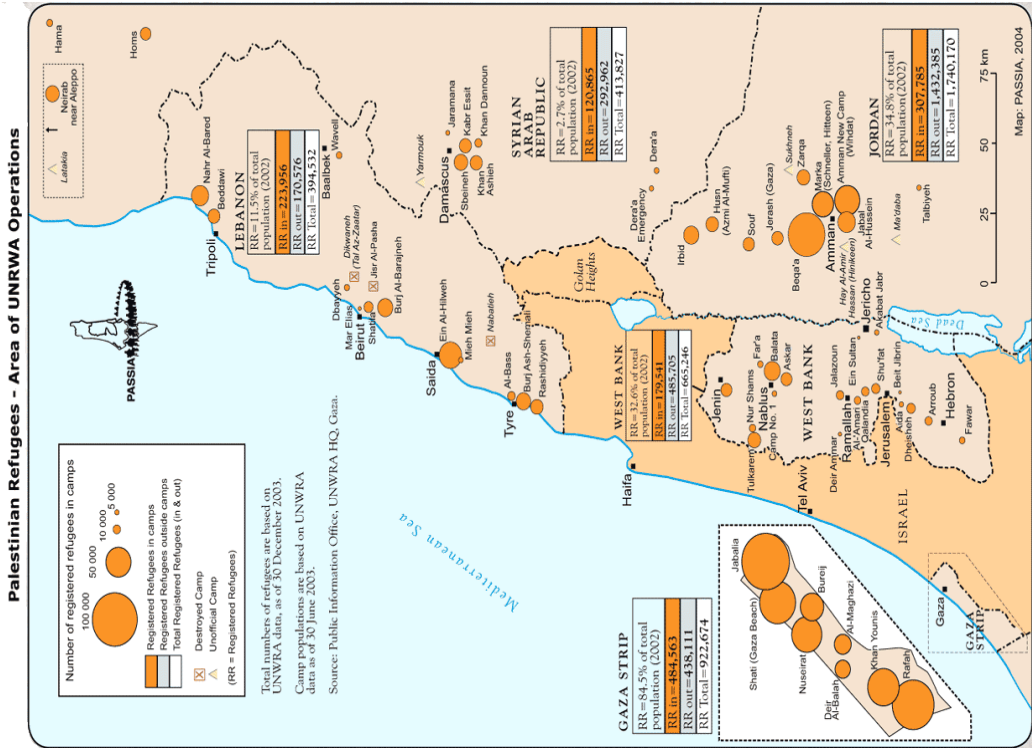 Palestinian Refugees - Area of UNRWA Operations
Number of registered refugees in camps
100 000
50 000
10 000
5 000
Registered Refugees in camps
Registered Refugees outside camps
Total Registered Refugees (in & out)
Destroyed Camp
Unofficial Camp
(RR = Registered Refugees)
Total numbers of refugees are based on
UNWRA data, as of 30 December 2003.
Camp populations are based on UNWRA
data as of 30 June 2003.
Source: Public Information Office, UNWRA HQ, Gaza.
PASSIA
Mediterranean Sea
Latakia
Neirab
near Aleppo
Hama
Homs
Nahr Al-Bared
Beddawi
Tripoli
LEBANON
RR=11.5% of total
population (2002)
RR in=223,956
RR out=170,576
RR Total=394,532
Baalbek
Wavell
Dbayyeh
Dikwaneh
(Tal Az-Zaatar)
Mar Elias
Jisr Al-Pasha
Beirut
Shatila
Burj Al-Barajneh
Saida
Ein Al-Hilweh
Mieh Mieh
Nabatieh
Tyre
Al-Bass
Burj Ash-Shemali
Rashidiyyeh
Yarmouk
Damascus
Jaramana
Kabr Essit
Khan Dannoun
Sbeineh
Khan
Ashieh
SYRIAN
ARAB
REPUBLIC
RR=2.7% of total
population (2002)
RR in=120,865
RR out=292,962
RR Total=413,827
Golan
Heights
Dera'a
Dera'a
Emergency
Irbid
Husn
(Azmi Al-Mufti)
Souf
Jerash (Gaza)
Sukhneh
Zarqa
Marka
(Schneller, Hitteen)
Amman New Camp
(Wihdat)
Beqa'a
Amman
Jabal
Al-Hussein
Hay Al-Amir
Hassan (Hinikeen)
Ma'daba
Talbiyeh
JORDAN
RR=34.8% of total
population(2002)
RR in=307,785
RR out=1,432,385
RR Total=1,740,170
0
25
50
75 km
Map: PASSIA, 2004
Haifa
WEST BANK
RR=32.6% of total
population (2002)
RR in=179,541
RR out=485,705
RR Total=665,246
Jenin
Tulkarem
Nur Shams
Far'a
Nablus
Balata
Camp No. 1
Askar
WEST BANK
Deir Ammar
Jalazoun
Ramallah
Ein Sultan
Jericho
Akabat Jabr
Al-'Amari
Qalandia
Shu'fat
Jerusalem
Beit Jibrin
Aida
Dheisheh
Arroub
Hebron
Fawar
Dead Sea
Tel Aviv
ISRAEL
Gaza
GAZA
STRIP
GAZA STRIP
RR=84.5% of total
population (2002)
RR in=484,563
RR out=438,111
RR Total=922,674
Jabalia
Shati (Gaza Beach)
Bureij
Nuseirat
Al-Maghazi
Deir
Al-Balah
Khan Younis
Rafah